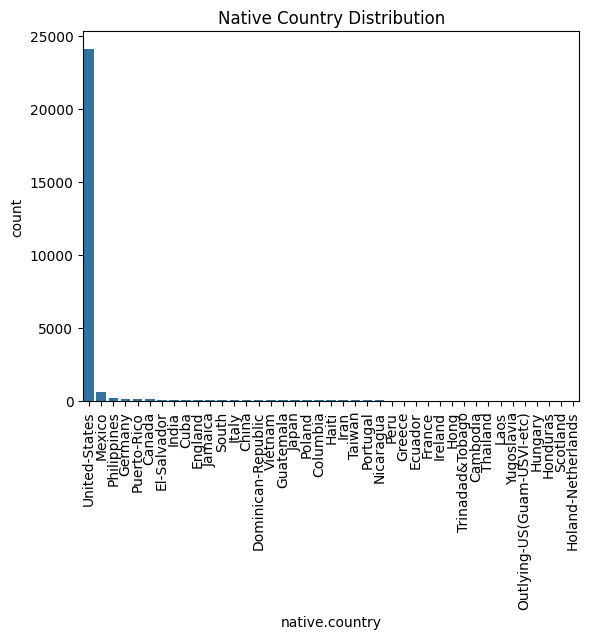 Native Country Distribution
25000
20000
15000
10000
5000
0
count
United-States
Mexico
Philippines
Germany
Puerto-Rico
Canada
El-Salvador
India
Cuba
England
Jamaica
South
Italy
China
Dominican-Republic
Vietnam
Guatemala
Japan
Poland
Columbia
Haiti
Iran
Taiwan
Portugal
Nicaragua
Peru
Greece
Ecuador
France
Ireland
Hong
Trinadad&Tobago
Cambodia
Thailand
Laos
Yugoslavia
Outlying-US(Guam-USVI-etc)
Hungary
Honduras
Scotland
Holand-Netherlands
native.country